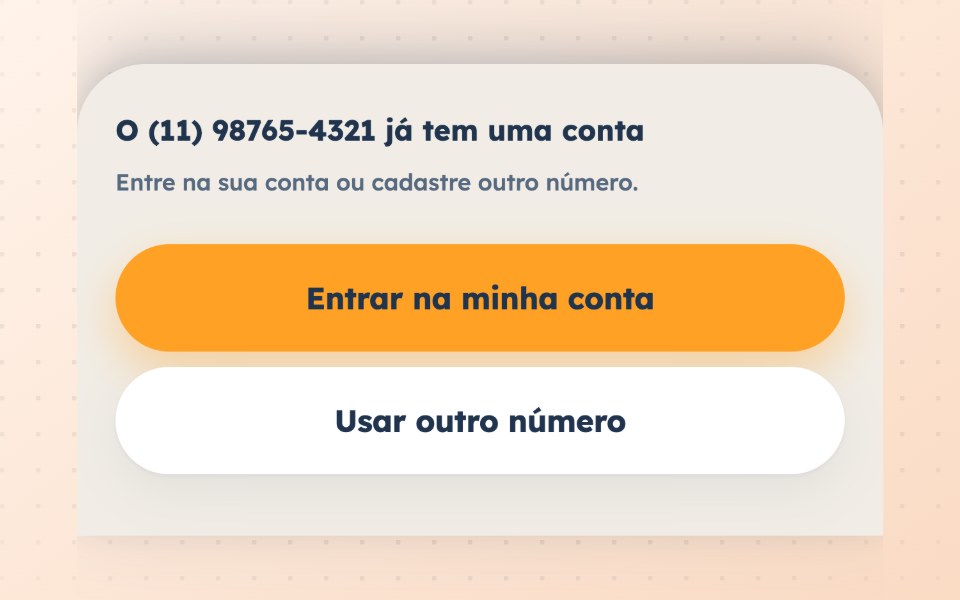 O (11) 98765-4321 já tem uma conta
Entre na sua conta ou cadastre outro número.
Entrar na minha conta
Usar outro número